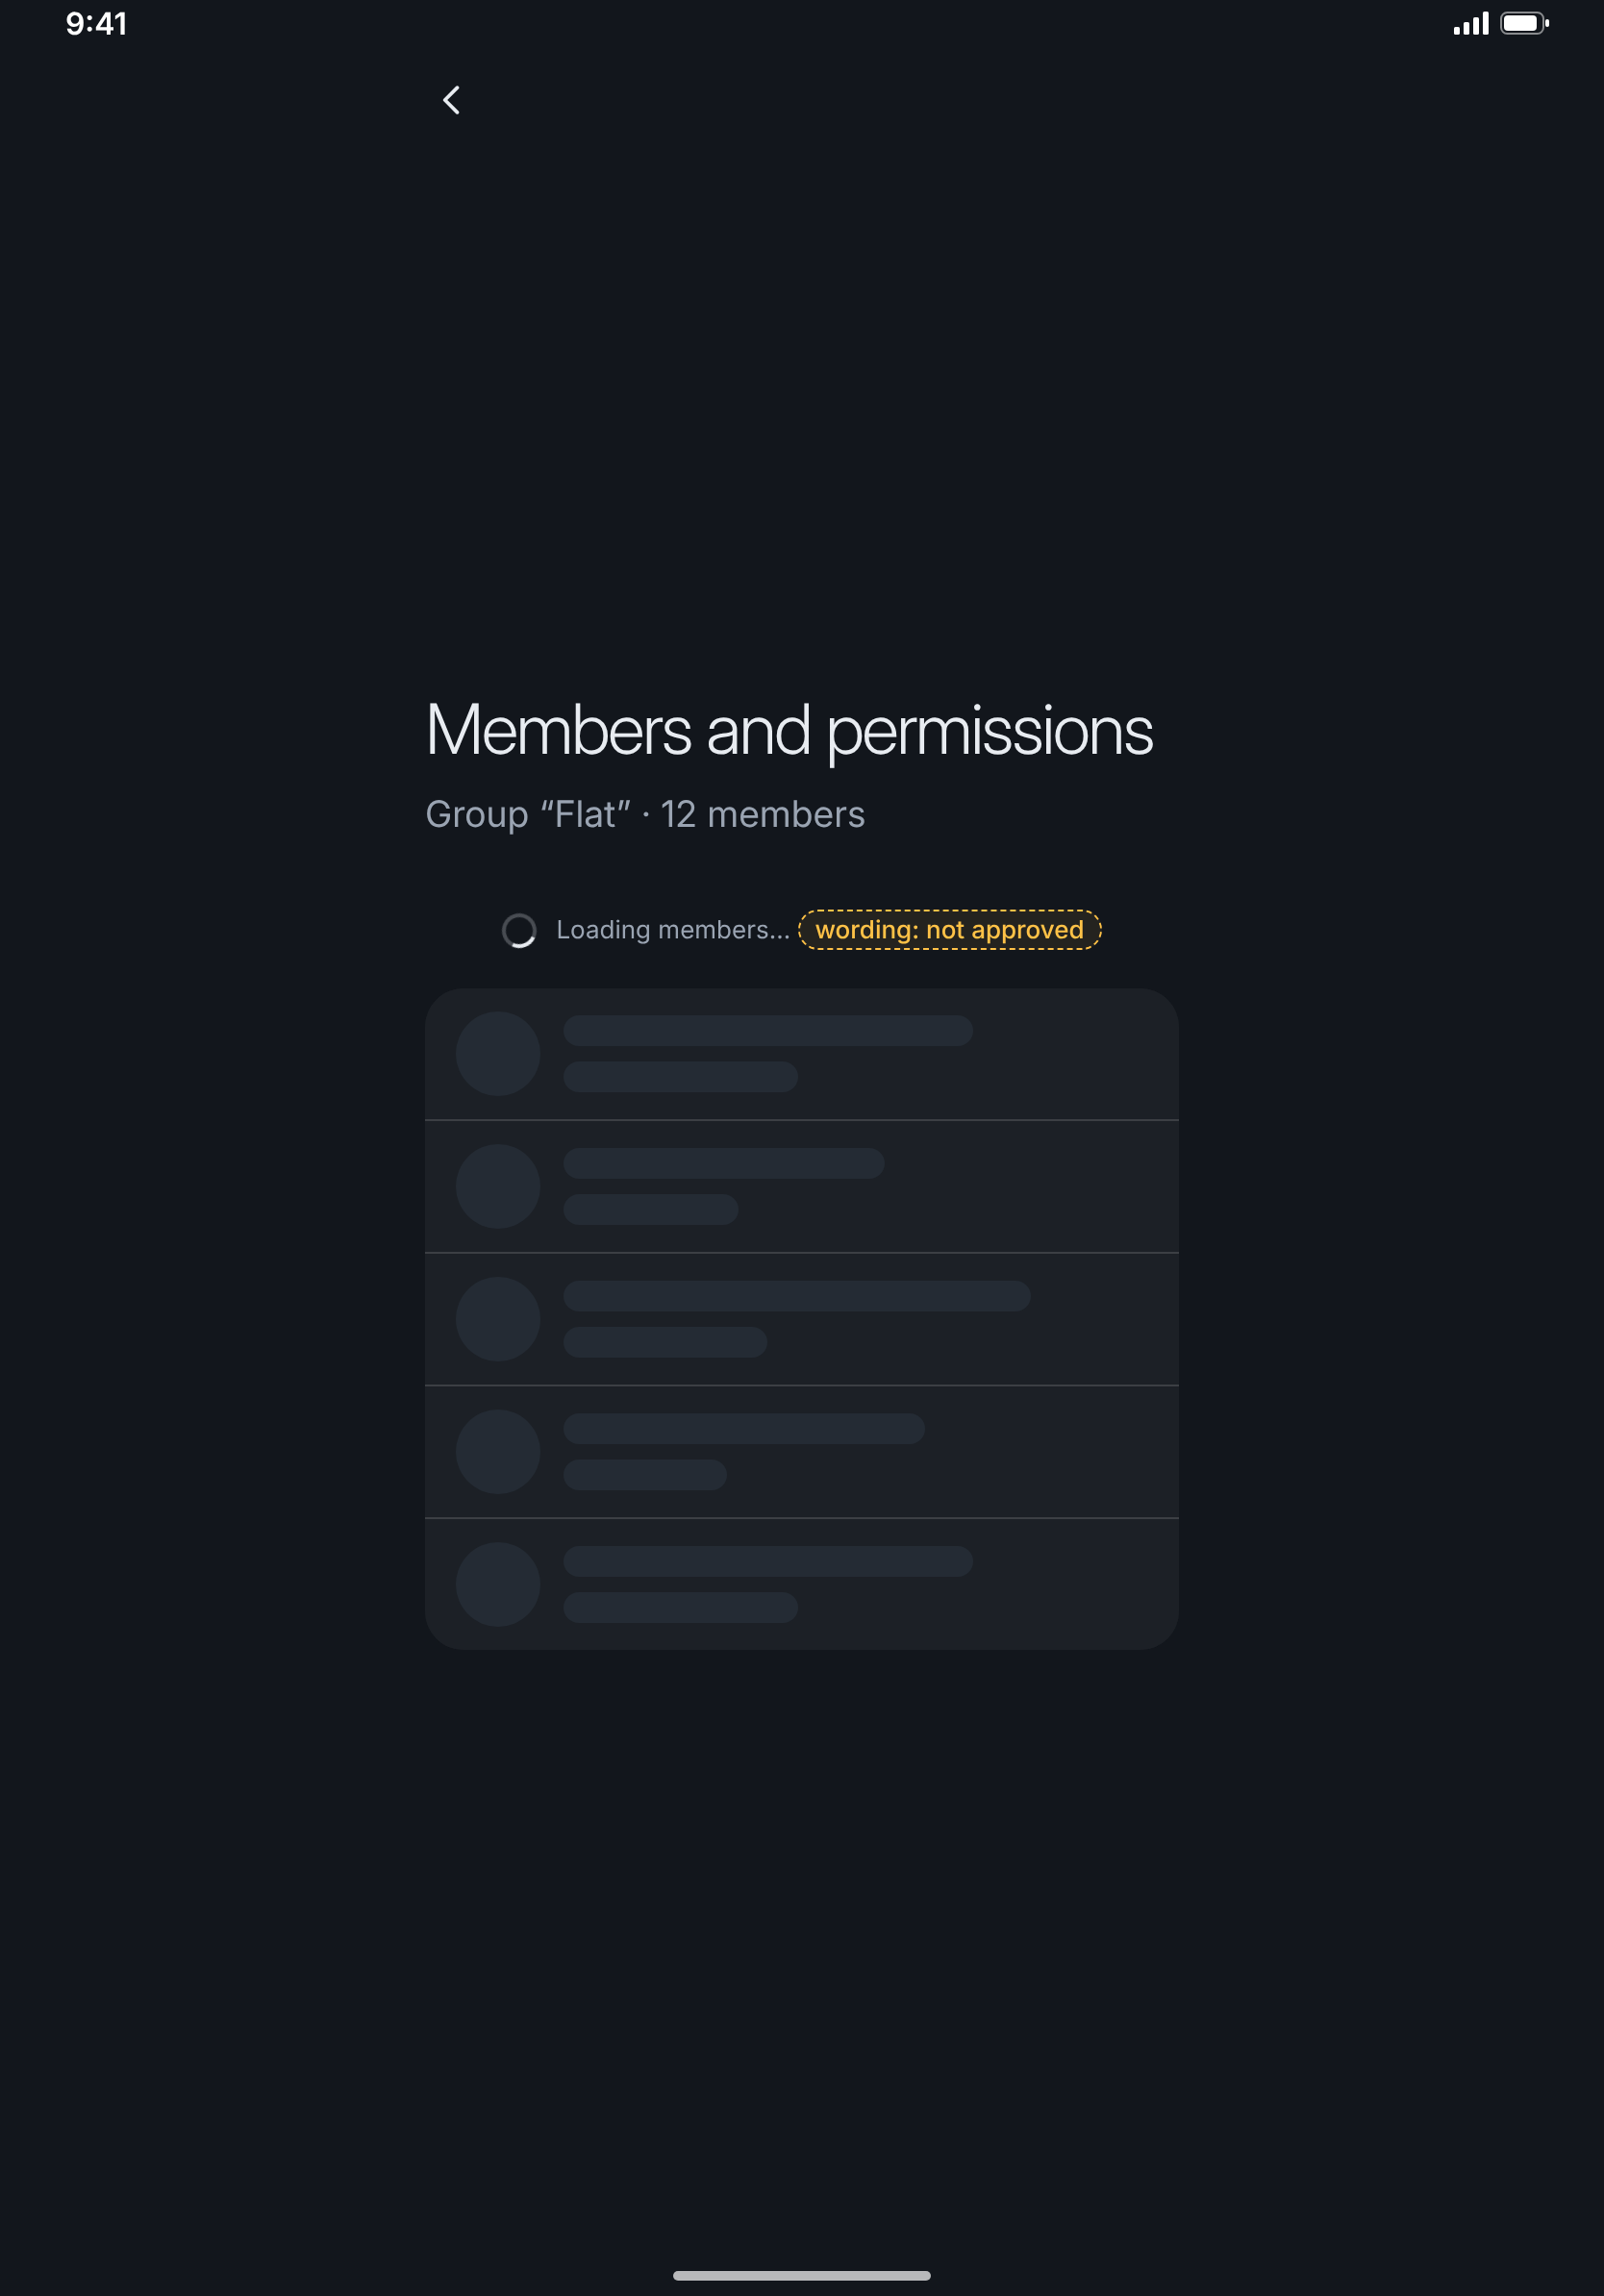 9:41
Members and permissions
Group “Flat” · 12 members
Loading members... wording: not approved